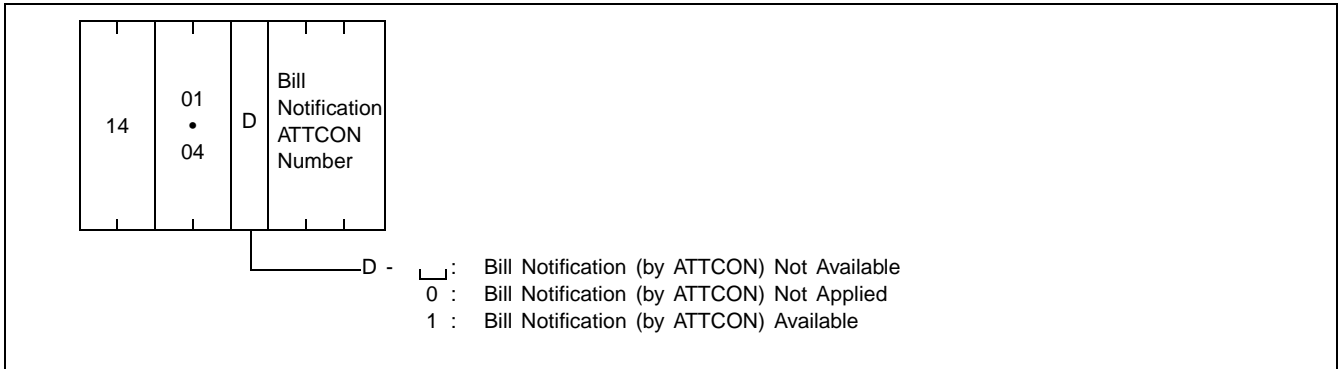 14
01
•
04
D
Bill
Notification
ATTCON
Number
D - ⎵: Bill Notification (by ATTCON) Not Available
0 : Bill Notification (by ATTCON) Not Applied
1 : Bill Notification (by ATTCON) Available